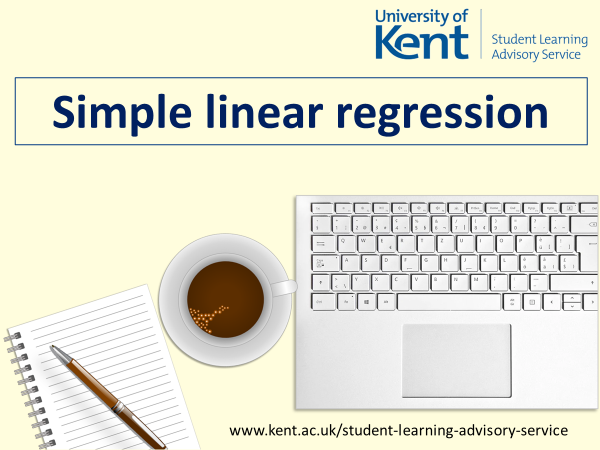 University of
Kent
Student Learning
Advisory Service
Simple linear regression
www.kent.ac.uk/student-learning-advisory-service